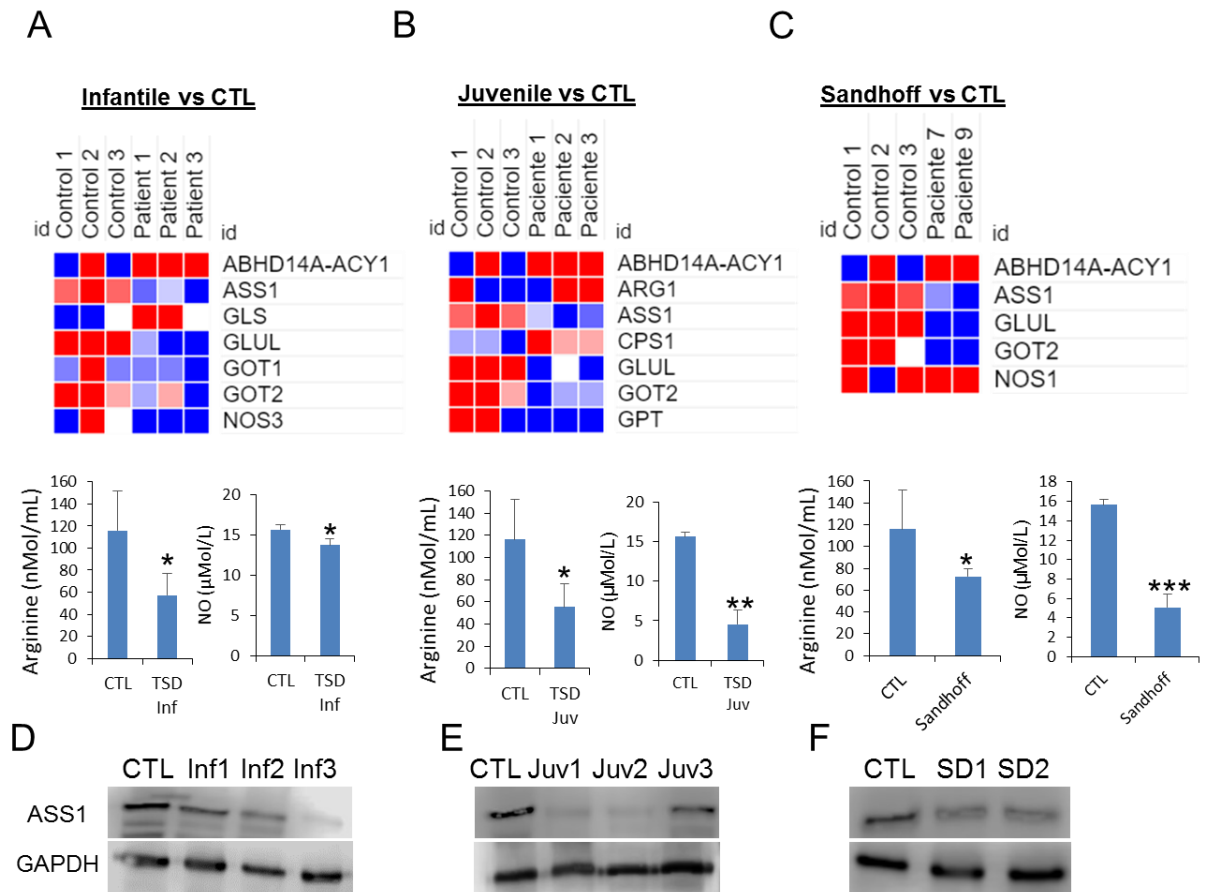 A
B
C
Infantile vs CTL
Juvenile vs CTL
Sandhoff vs CTL
id Control 1 Control 2 Control 3 Patient 1 Patient 2 Patient 3 id
ABHD14A-ACY1
ASS1
GLS
GLUL
GOT1
GOT2
NOS3
id Control 1 Control 2 Control 3 Paciente 1 Paciente 2 Paciente 3 id
ABHD14A-ACY1
ARG1
ASS1
CPS1
GLUL
GOT2
GPT
id Control 1 Control 2 Control 3 Paciente 7 Paciente 9 id
ABHD14A-ACY1
ASS1
GLUL
GOT2
NOS1
Arginine (nMol/mL)
160
140
120
100
80
60
40
20
0
*
CTL TSD
Inf
NO (µMol/L)
20
15
10
5
0
*
CTL TSD
Inf
Arginine (nMol/mL)
160
140
120
100
80
60
40
20
0
*
CTL TSD
Juv
NO (µMol/L)
20
15
10
5
0
**
CTL TSD
Juv
Arginine (nMol/mL)
160
140
120
100
80
60
40
20
0
*
CTL Sandhoff
NO (µMol/L)
18
16
14
12
10
8
6
4
2
0
***
CTL Sandhoff
D
CTL Inf1 Inf2 Inf3
ASS1
GAPDH
E
CTL Juv1 Juv2 Juv3
F
CTL SD1 SD2